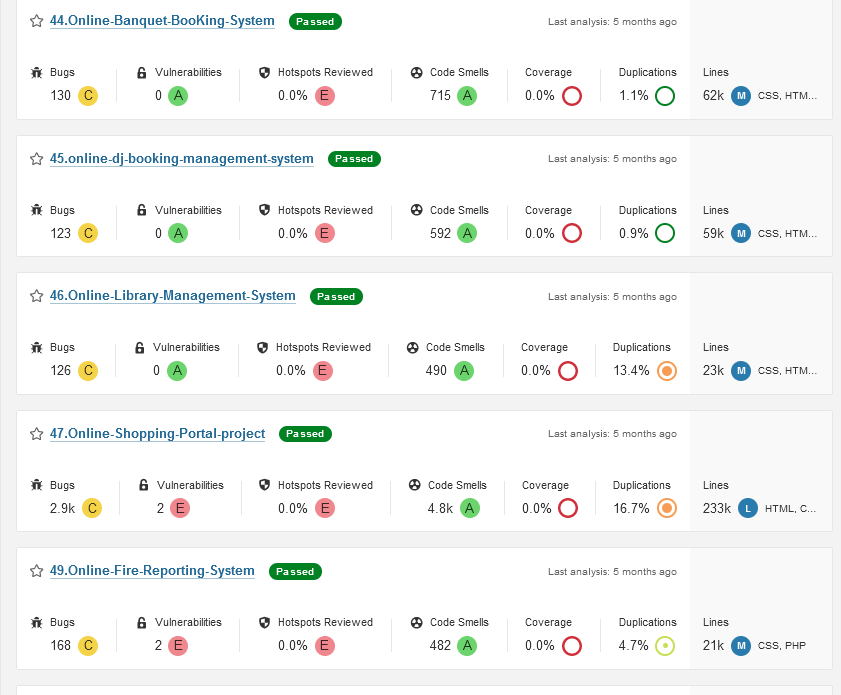 44.Online-Banquet-BooKing-System Passed Last analysis: 5 months ago
Bugs Vulnerabilities Hotspots Reviewed Code Smells Coverage Duplications Lines
130 C 0 A 0.0% E 715 A 0.0% 1.1% 62k M CSS, HTM...
45.online-dj-booking-management-system Passed Last analysis: 5 months ago
Bugs Vulnerabilities Hotspots Reviewed Code Smells Coverage Duplications Lines
123 C 0 A 0.0% E 592 A 0.0% 0.9% 59k M CSS, HTM...
46.Online-Library-Management-System Passed Last analysis: 5 months ago
Bugs Vulnerabilities Hotspots Reviewed Code Smells Coverage Duplications Lines
126 C 0 A 0.0% E 490 A 0.0% 13.4% 23k M CSS, HTM...
47.Online-Shopping-Portal-project Passed Last analysis: 5 months ago
Bugs Vulnerabilities Hotspots Reviewed Code Smells Coverage Duplications Lines
2.9k C 2 E 0.0% E 4.8k A 0.0% 16.7% 233k L HTML, C...
49.Online-Fire-Reporting-System Passed Last analysis: 5 months ago
Bugs Vulnerabilities Hotspots Reviewed Code Smells Coverage Duplications Lines
168 C 2 E 0.0% E 482 A 0.0% 4.7% 21k M CSS, PHP